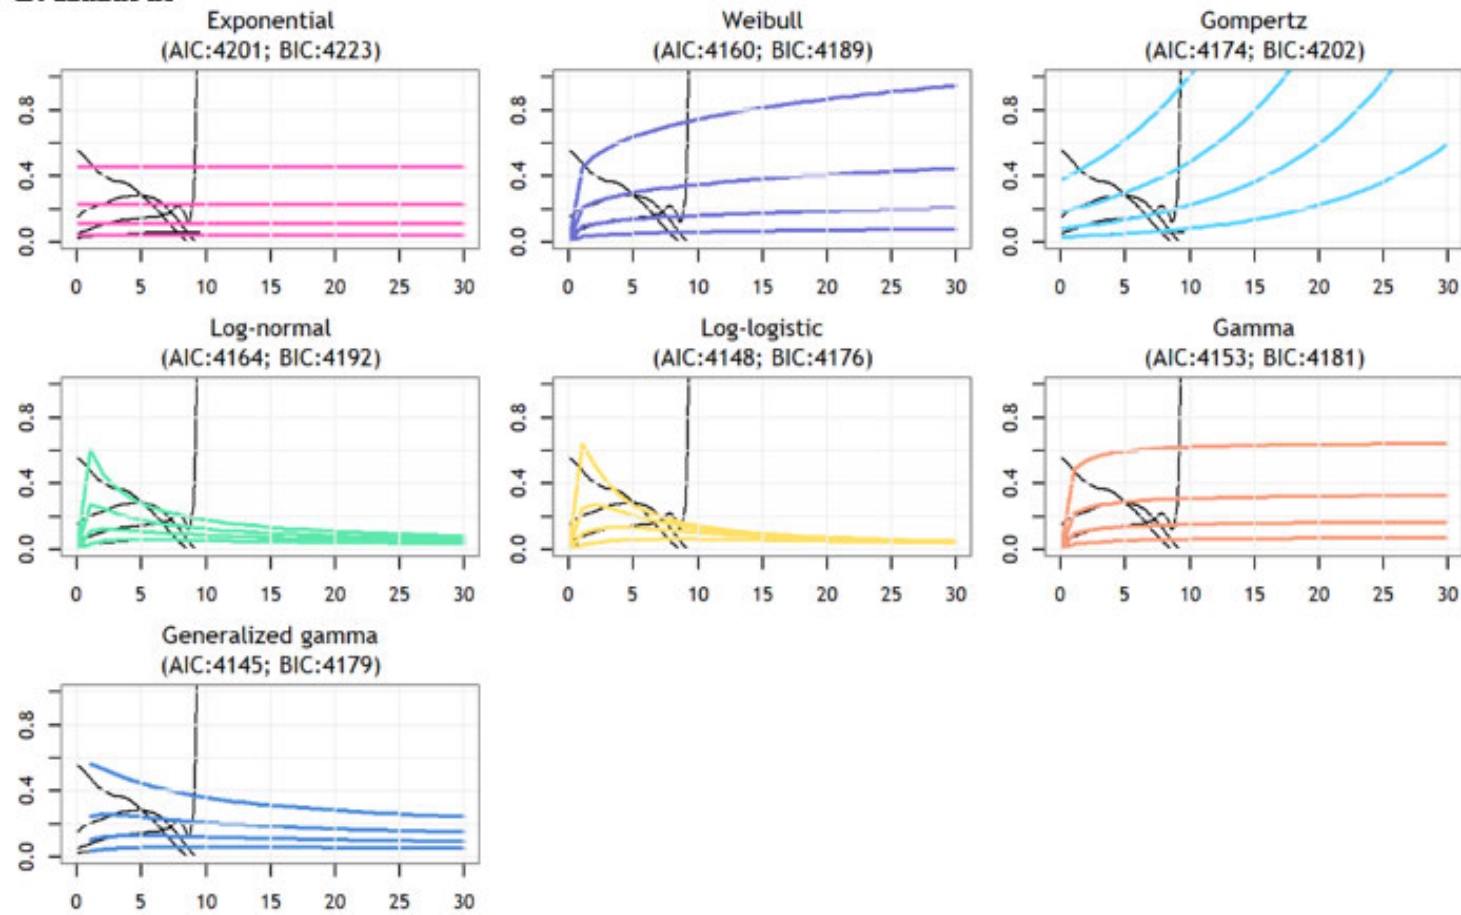 Exponential
(AIC:4201; BIC:4223)
Weibull
(AIC:4160; BIC:4189)
Gompertz
(AIC:4174; BIC:4202)
0.0 0.4 0.8
0 5 10 15 20 25 30
0.0 0.4 0.8
0 5 10 15 20 25 30
0.0 0.4 0.8
0 5 10 15 20 25 30
Log-normal
(AIC:4164; BIC:4192)
Log-logistic
(AIC:4148; BIC:4176)
Gamma
(AIC:4153; BIC:4181)
0.0 0.4 0.8
0 5 10 15 20 25 30
0.0 0.4 0.8
0 5 10 15 20 25 30
0.0 0.4 0.8
0 5 10 15 20 25 30
Generalized gamma
(AIC:4145; BIC:4179)
0.0 0.4 0.8
0 5 10 15 20 25 30